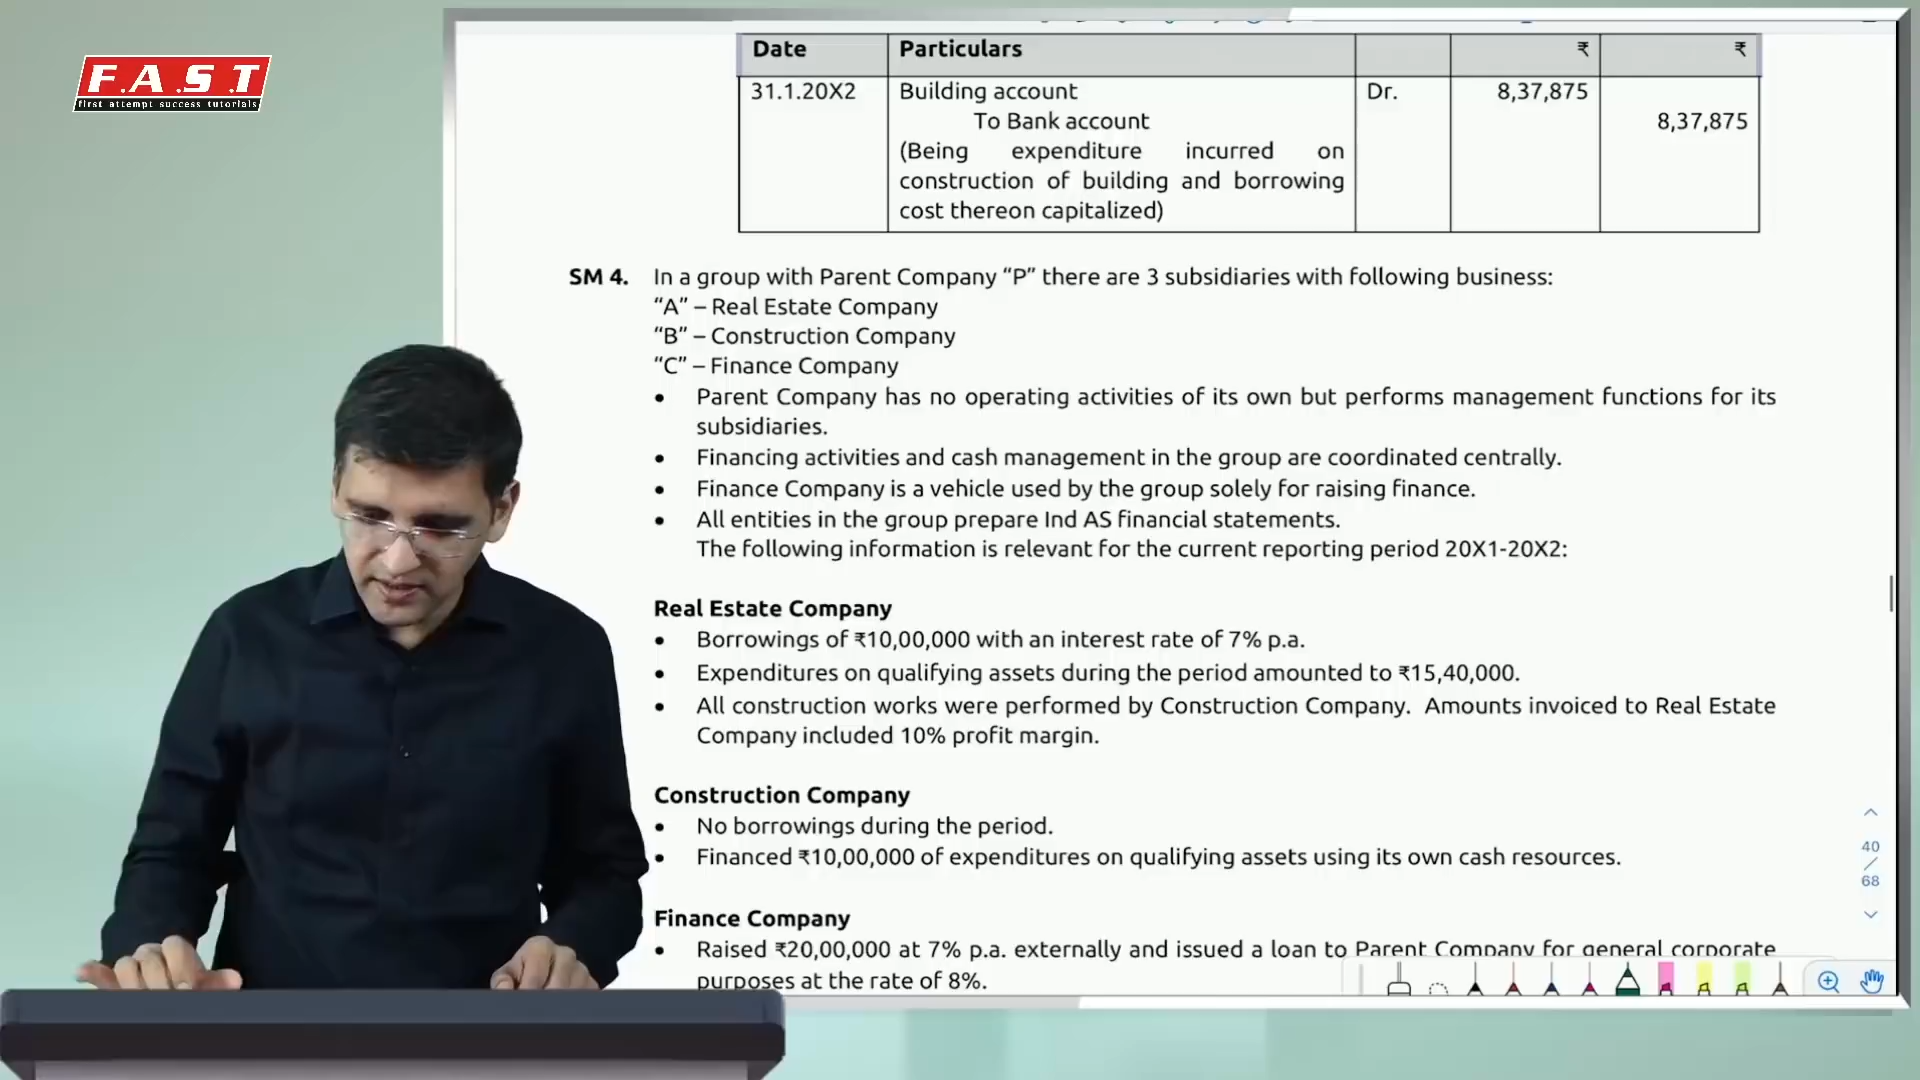 F.A.S.T
first attempt success tutorials
Date Particulars ₹ ₹
31.1.20X2 Building account Dr. 8,37,875
To Bank account 8,37,875
(Being expenditure incurred on
construction of building and borrowing
cost thereon capitalized)
SM 4. In a group with Parent Company “P” there are 3 subsidiaries with following business:
“A” – Real Estate Company
“B” – Construction Company
“C” – Finance Company
• Parent Company has no operating activities of its own but performs management functions for its
subsidiaries.
• Financing activities and cash management in the group are coordinated centrally.
• Finance Company is a vehicle used by the group solely for raising finance.
• All entities in the group prepare Ind AS financial statements.
The following information is relevant for the current reporting period 20X1-20X2:
Real Estate Company
• Borrowings of ₹10,00,000 with an interest rate of 7% p.a.
• Expenditures on qualifying assets during the period amounted to ₹15,40,000.
• All construction works were performed by Construction Company. Amounts invoiced to Real Estate
Company included 10% profit margin.
Construction Company
• No borrowings during the period.
• Financed ₹10,00,000 of expenditures on qualifying assets using its own cash resources.
Finance Company
• Raised ₹20,00,000 at 7% p.a. externally and issued a loan to Parent Company for general corporate
purposes at the rate of 8%.
40
/
68